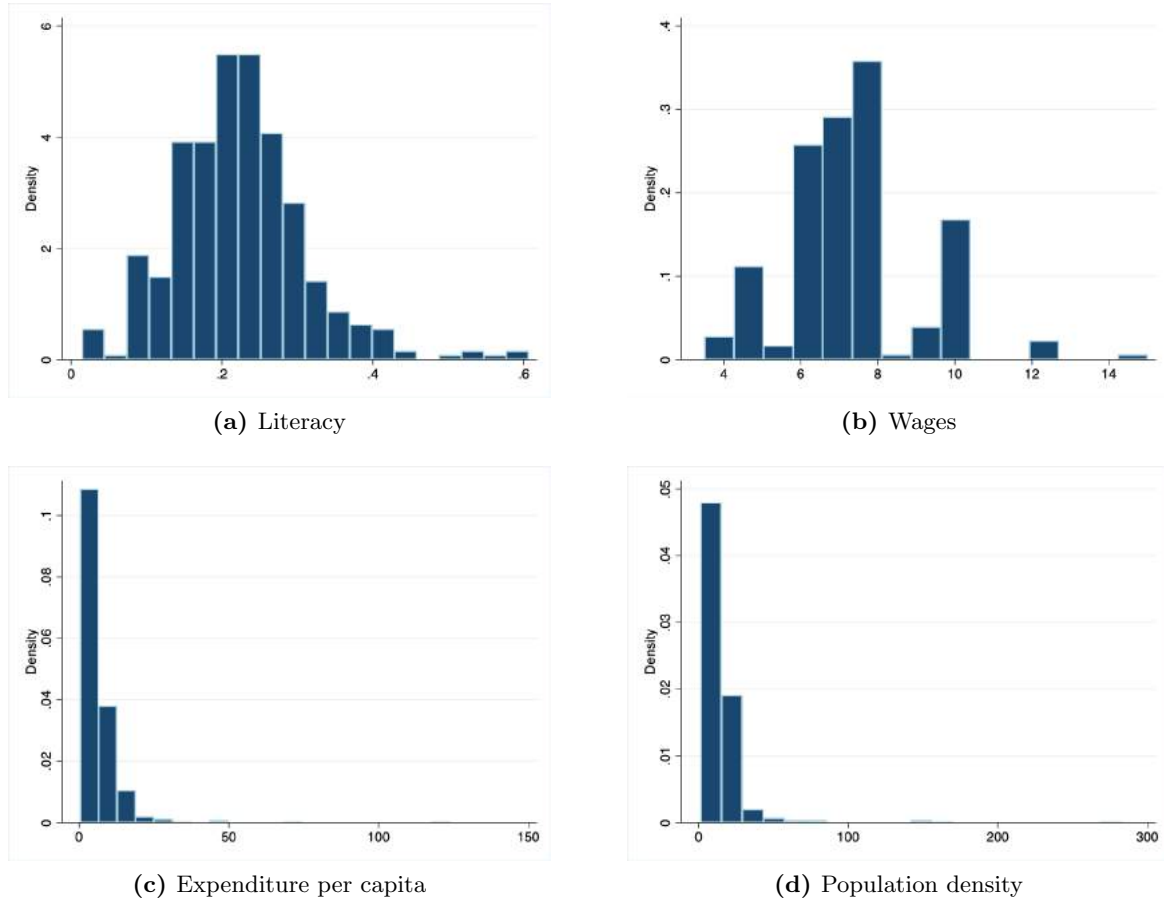 Density
0 2 4 6
0 .2 .4 .6
(a) Literacy
Density
0 .1 .2 .3 .4
4 6 8 10 12 14
(b) Wages
Density
0 .02 .04 .06 .08 .1
0 50 100 150
(c) Expenditure per capita
Density
0 .01 .02 .03 .04 .05
0 100 200 300
(d) Population density